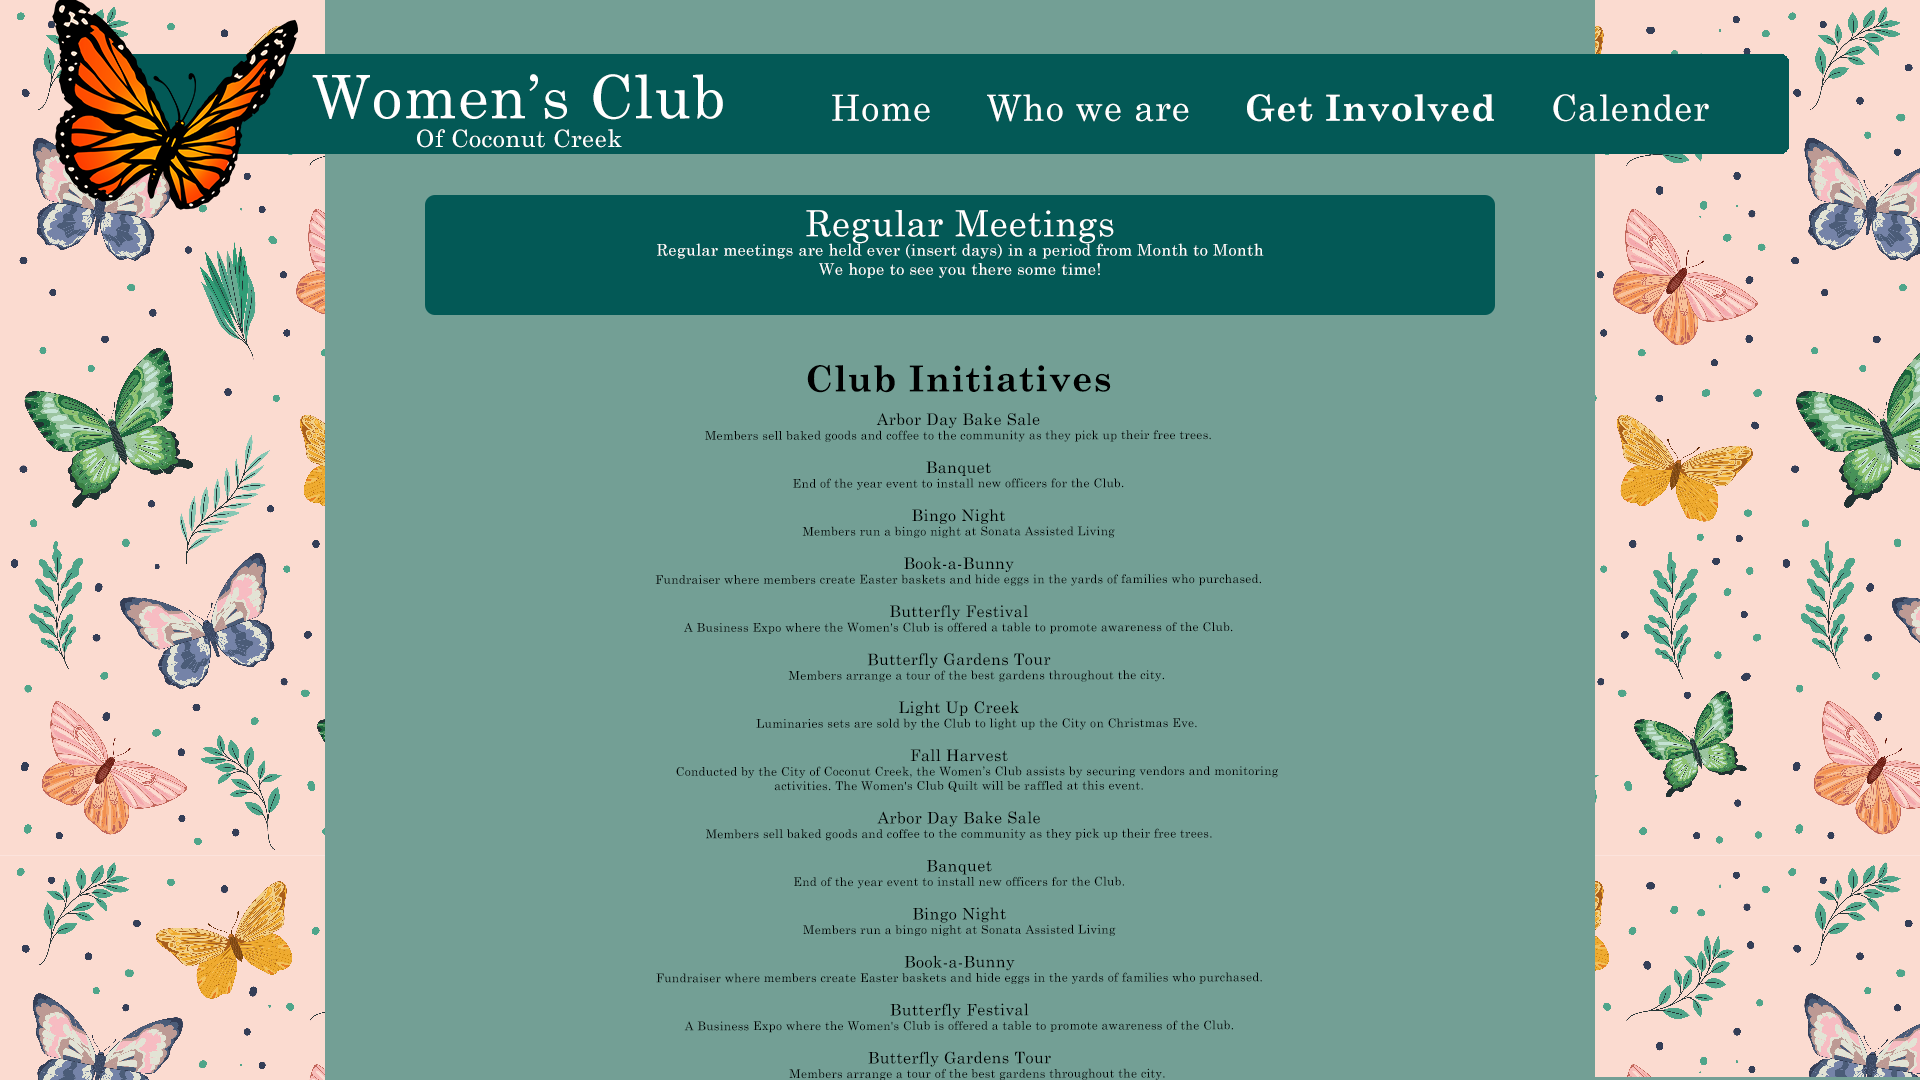 Women's Club
Of Coconut Creek
Home
Who we are
Get Involved
Calender
Regular Meetings
Regular meetings are held ever (insert days) in a period from Month to Month
We hope to see you there some time!
Club Initiatives
Arbor Day Bake Sale
Members sell baked goods and coffee to the community as they pick up their free trees.
Banquet
End of the year event to install new officers for the Club.
Bingo Night
Members run a bingo night at Sonata Assisted Living
Book-a-Bunny
Fundraiser where members create Easter baskets and hide eggs in the yards of families who purchased.
Butterfly Festival
A Business Expo where the Women's Club is offered a table to promote awareness of the Club.
Butterfly Gardens Tour
Members arrange a tour of the best gardens throughout the city.
Light Up Creek
Luminaries sets are sold by the Club to light up the City on Christmas Eve.
Fall Harvest
Conducted by the City of Coconut Creek, the Women's Club assists by securing vendors and monitoring
activities. The Women's Club Quilt will be raffled at this event.
Arbor Day Bake Sale
Members sell baked goods and coffee to the community as they pick up their free trees.
Banquet
End of the year event to install new officers for the Club.
Bingo Night
Members run a bingo night at Sonata Assisted Living
Book-a-Bunny
Fundraiser where members create Easter baskets and hide eggs in the yards of families who purchased.
Butterfly Festival
A Business Expo where the Women's Club is offered a table to promote awareness of the Club.
Butterfly Gardens Tour
Members arrange a tour of the best gardens throughout the city.